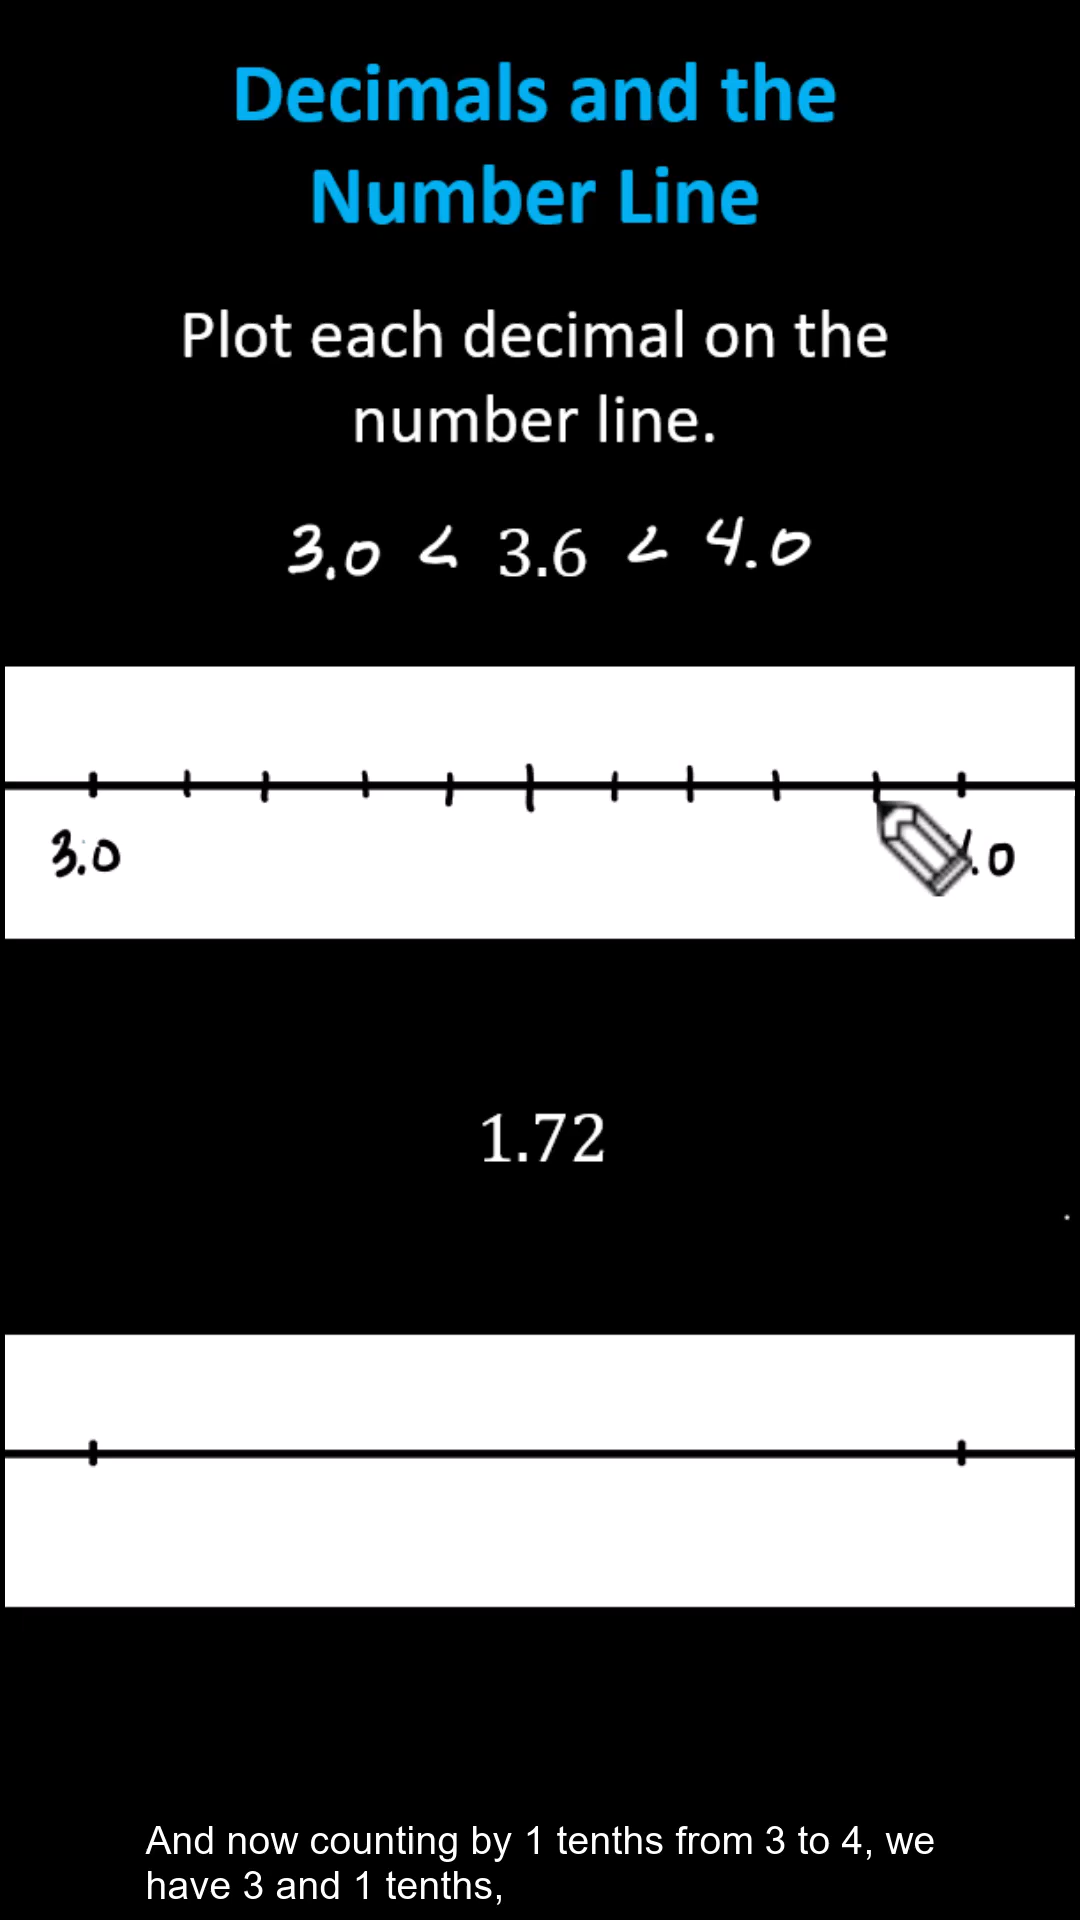 Decimals and the
Number Line
Plot each decimal on the
number line.
3.0 < 3.6 < 4.0
3.0 .0
1.72
And now counting by 1 tenths from 3 to 4, we
have 3 and 1 tenths,